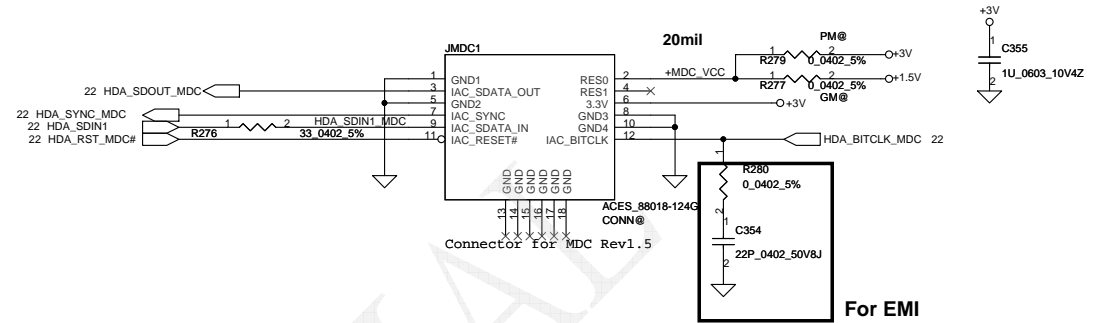 +3V
1
C355
1U_0603_10V4Z
2
20mil
PM@
1 2
R279 0_0402_5%
+3V
1 2
R277 0_0402_5%
GM@
+1.5V
+MDC_VCC
JMDC1
1 GND1 RES0 2
3 IAC_SDATA_OUT RES1 4
5 GND2 3.3V 6
7 IAC_SYNC GND3 8
9 IAC_SDATA_IN GND4 10
11 IAC_RESET# IAC_BITCLK 12
+3V
22 HDA_SDOUT_MDC
22 HDA_SYNC_MDC
22 HDA_SDIN1 1 2 HDA_SDIN1_MDC
22 HDA_RST_MDC# R276 33_0402_5%
HDA_BITCLK_MDC 22
GND GND GND GND GND GND
13 14 15 16 17 18
ACES_88018-124G
CONN@
Connector for MDC Rev1.5
1
R280
0_0402_5%
2
1
C354
22P_0402_50V8J
2
For EMI